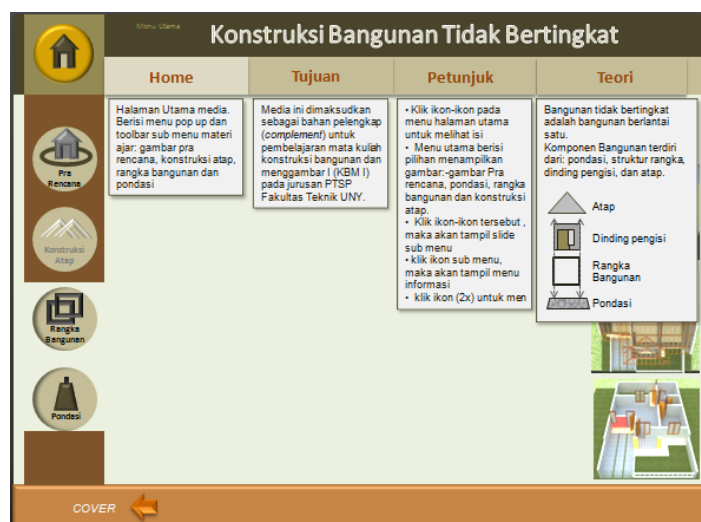 Menu Utama
Konstruksi Bangunan Tidak Bertingkat
Home
Tujuan
Petunjuk
Teori
Halaman Utama media.
Berisi menu pop up dan
toolbar sub menu materi
ajar: gambar pra
rencana, konstruksi atap,
rangka bangunan dan
pondasi
Media ini dimaksudkan
sebagai bahan pelengkap
(complement) untuk
pembelajaran mata kuliah
konstruksi bangunan dan
menggambar I (KBM I)
pada jurusan PTSP
Fakultas Teknik UNY.
• Klik ikon-ikon pada
menu halaman utama
untuk melihat isi
• Menu utama berisi
pilihan menampilkan
gambar:-gambar Pra
rencana, pondasi, rangka
bangunan dan konstruksi
atap.
• Klik ikon-ikon tersebut ,
maka akan tampil slide
sub menu
• klik ikon sub menu,
maka akan tampil menu
informasi
• klik ikon (2x) untuk men
Bangunan tidak bertingkat
adalah bangunan berlantai
satu.
Komponen Bangunan terdiri
dari: pondasi, struktur rangka,
dinding pengisi, dan atap.
Atap
Dinding pengisi
Rangka
Bangunan
Pondasi
Pra
Rencana
Konstruksi
Atap
Rangka
Bangunan
Pondasi
COVER